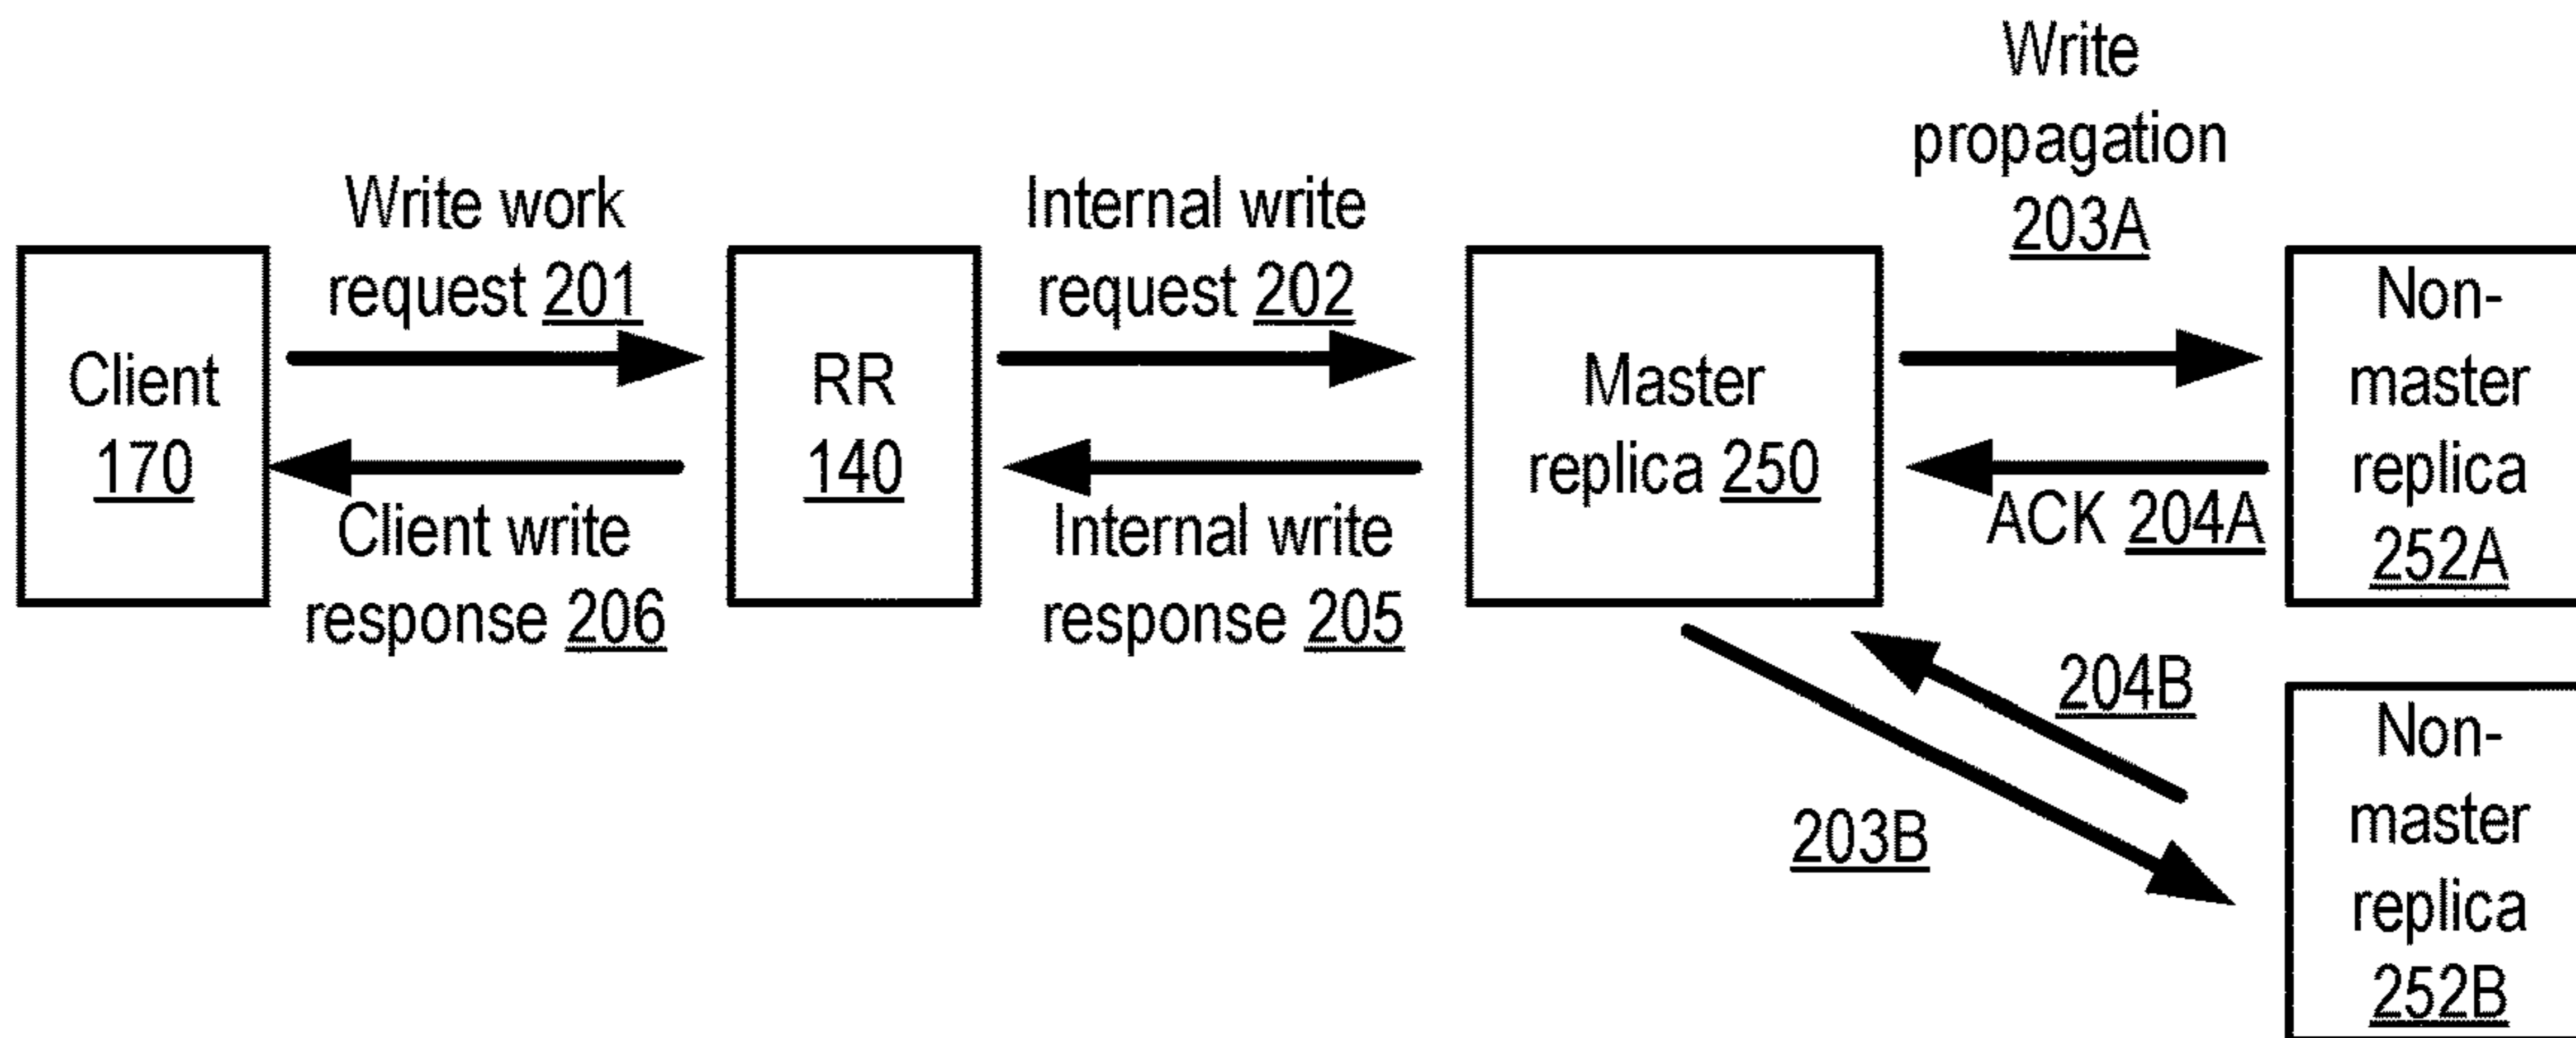 Write
propagation
203A
Write work
request 201
Internal write
request 202
Client
170
RR
140
Master
replica 250
Non-
master
replica
252A
Client write
response 206
Internal write
response 205
ACK 204A
204B
203B
Non-
master
replica
252B